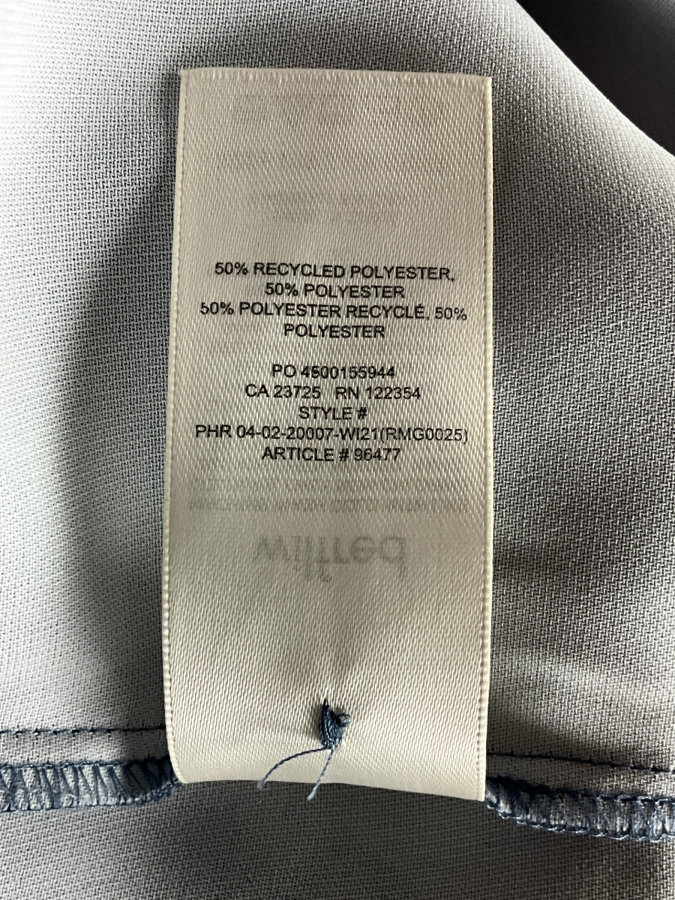 50% RECYCLED POLYESTER,
50% POLYESTER
50% POLYESTER RECYCLÉ, 50%
POLYESTER
PO 4500155944
CA 23725 RN 122354
STYLE #
PHR 04-02-20007-WI21(RMG0025)
ARTICLE # 96477
wilfred